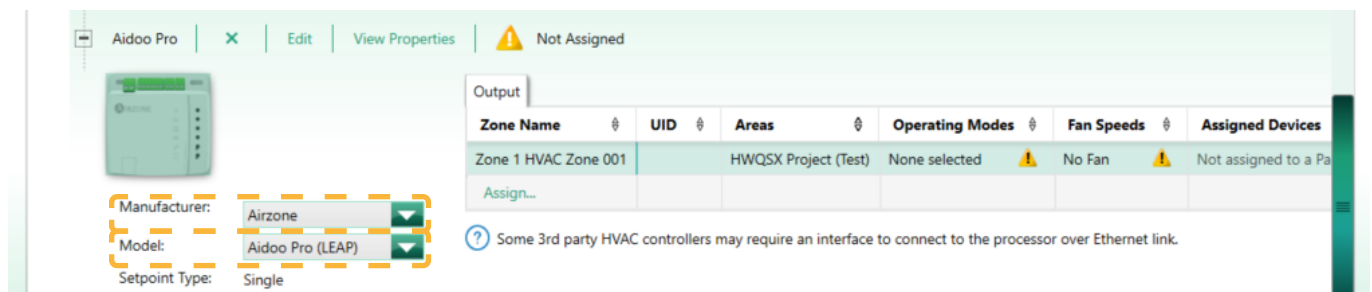 Aidoo Pro × Edit View Properties Not Assigned
AIRZONE
Output
Zone Name UID Areas Operating Modes Fan Speeds Assigned Devices
Zone 1 HVAC Zone 001 HWQSX Project (Test) None selected No Fan Not assigned to a Pa
Assign...
Manufacturer: Airzone
Model: Aidoo Pro (LEAP)
Setpoint Type: Single
? Some 3rd party HVAC controllers may require an interface to connect to the processor over Ethernet link.